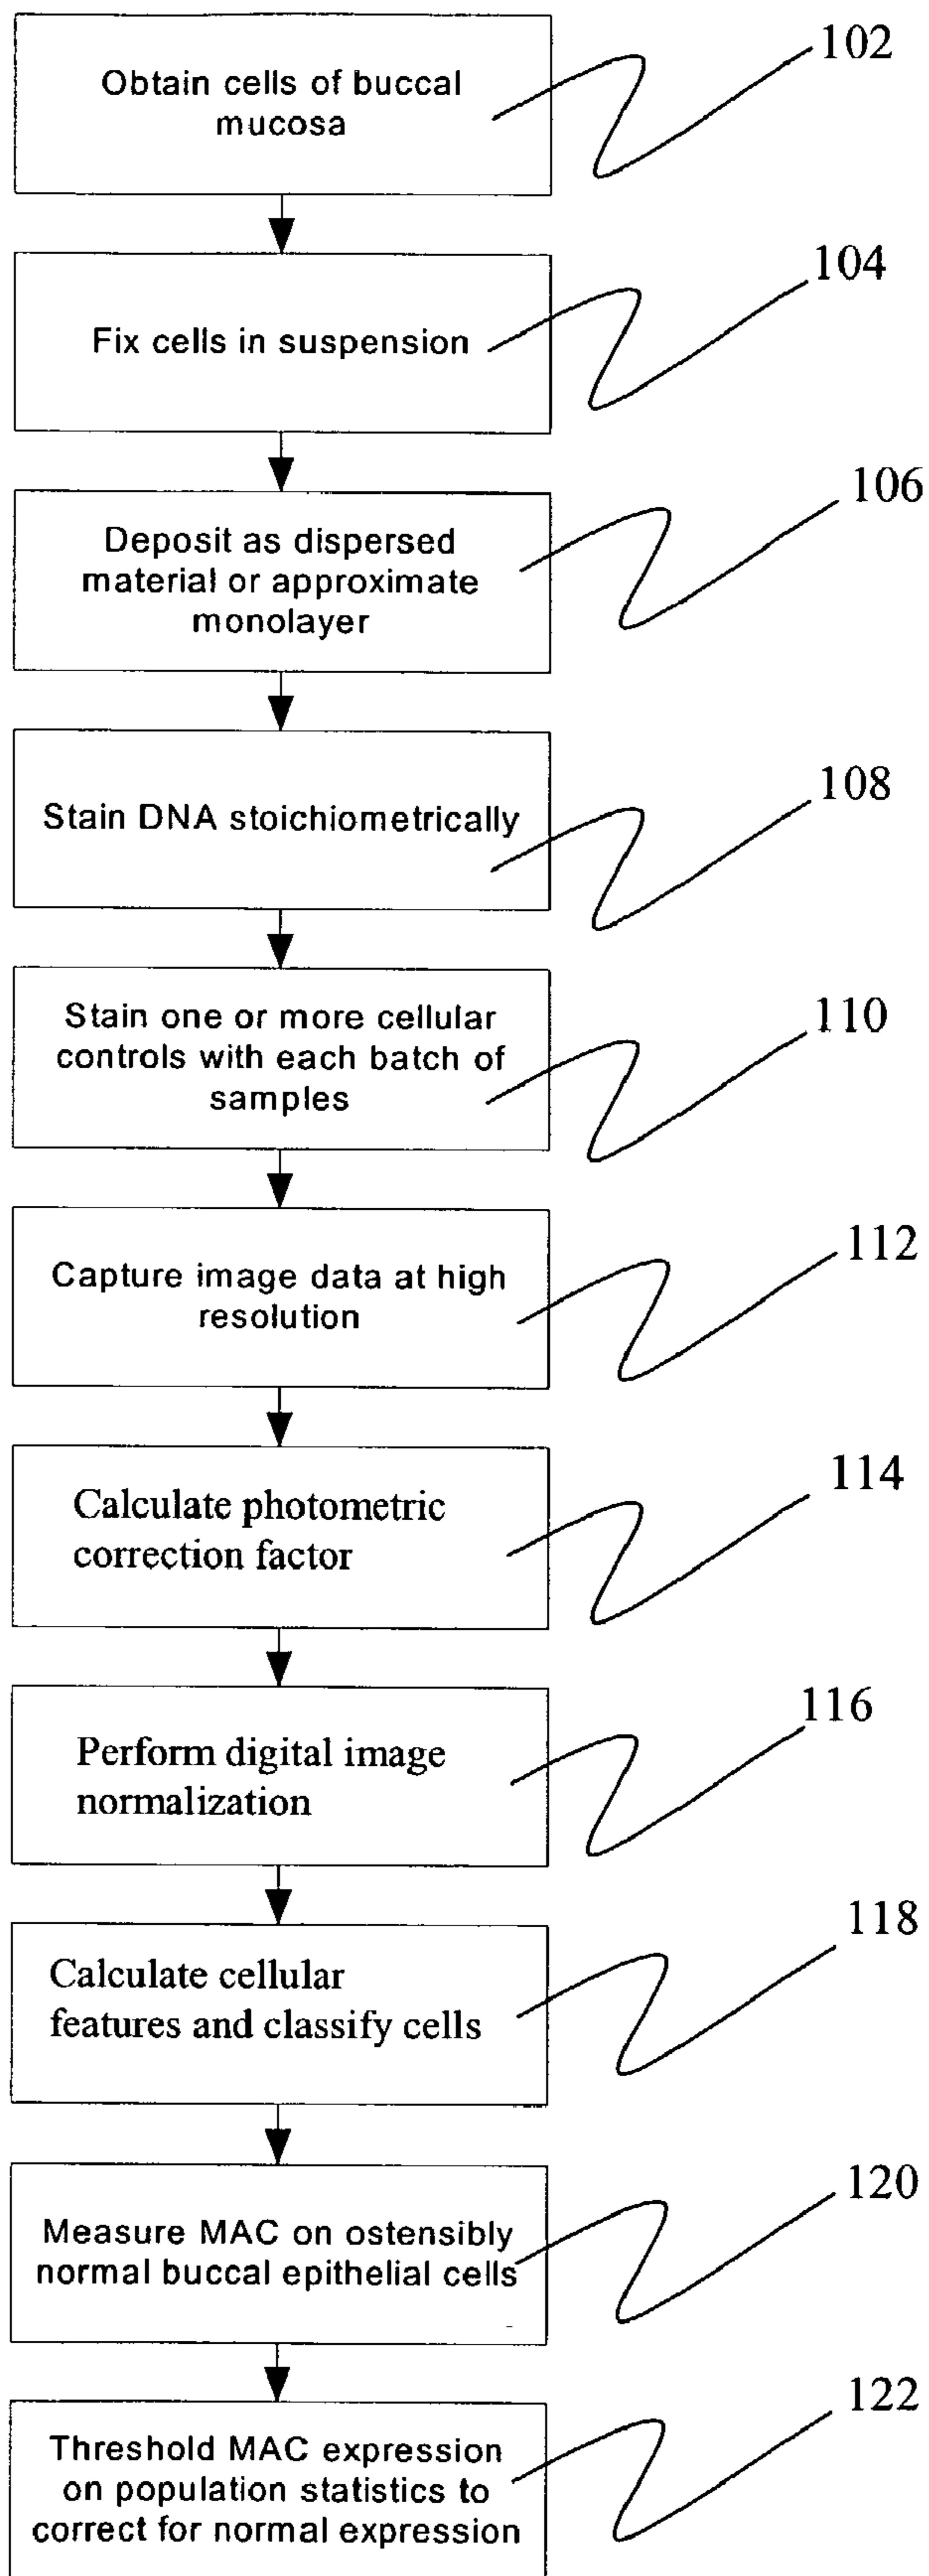 Obtain cells of buccal
mucosa
102
Fix cells in suspension
104
Deposit as dispersed
material or approximate
monolayer
106
Stain DNA stoichiometrically
108
Stain one or more cellular
controls with each batch of
samples
110
Capture image data at high
resolution
112
Calculate photometric
correction factor
114
Perform digital image
normalization
116
Calculate cellular
features and classify cells
118
Measure MAC on ostensibly
normal buccal epithelial cells
120
Threshold MAC expression
on population statistics to
correct for normal expression
122